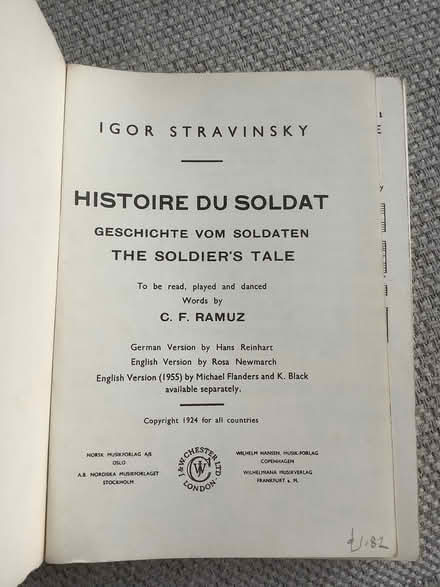 IGOR STRAVINSKY
HISTOIRE DU SOLDAT
GESCHICHTE VOM SOLDATEN
THE SOLDIER'S TALE
To be read, played and danced
Words by
C. F. RAMUZ
German Version by Hans Reinhart
English Version by Rosa Newmarch
English Version (1955) by Michael Flanders and K. Black
available separately.
Copyright 1924 for all countries
NORSK MUSIKFORLAG A/S
OSLO
A.B. NORDISKA MUSIKFORLAGET
STOCKHOLM
J. & W. CHESTER LTD
LONDON
WILHELM HANSEN, MUSIK-FORLAG
COPENHAGEN
WILHELMIANA MUSIKVERLAG
FRANKFURT a. M.